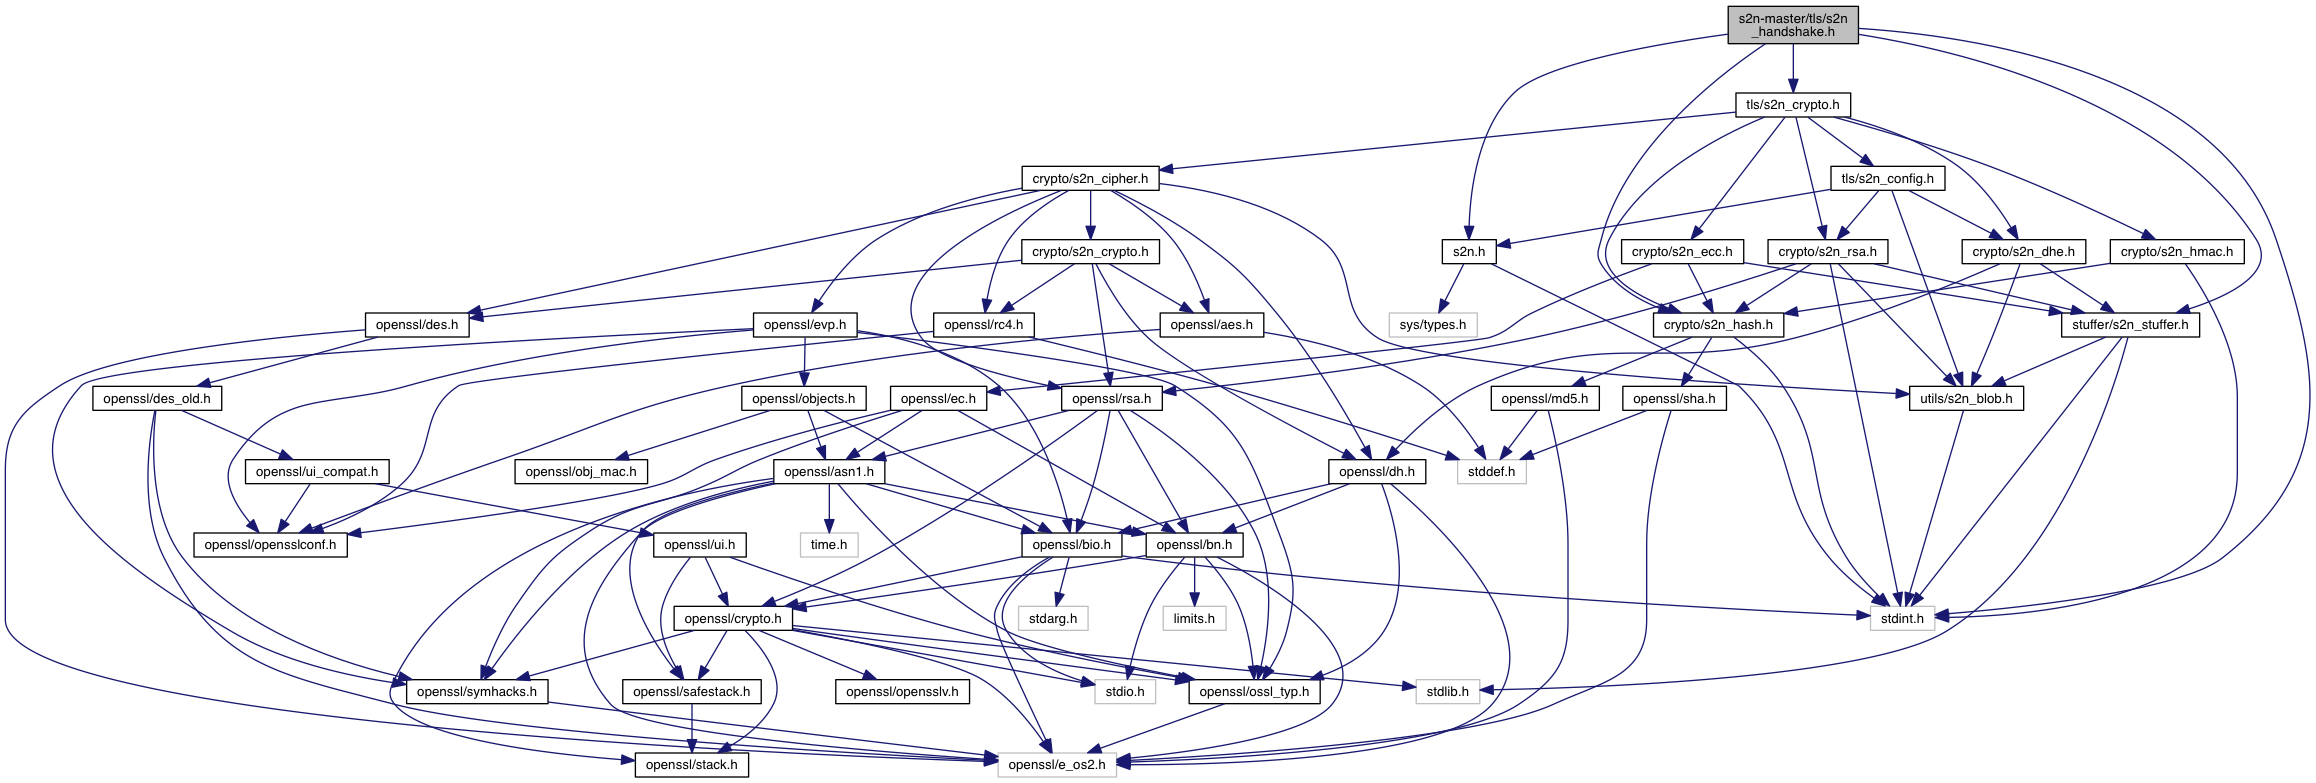 s2n-master/tls/s2n
_handshake.h
tls/s2n_crypto.h
crypto/s2n_cipher.h
tls/s2n_config.h
crypto/s2n_crypto.h
s2n.h
crypto/s2n_ecc.h
crypto/s2n_rsa.h
crypto/s2n_dhe.h
crypto/s2n_hmac.h
openssl/des.h
openssl/evp.h
openssl/rc4.h
openssl/aes.h
sys/types.h
crypto/s2n_hash.h
stuffer/s2n_stuffer.h
openssl/des_old.h
openssl/objects.h
openssl/ec.h
openssl/rsa.h
openssl/md5.h
openssl/sha.h
utils/s2n_blob.h
openssl/ui_compat.h
openssl/obj_mac.h
openssl/asn1.h
openssl/dh.h
stddef.h
openssl/opensslconf.h
openssl/ui.h
time.h
openssl/bio.h
openssl/bn.h
openssl/crypto.h
stdarg.h
limits.h
stdint.h
openssl/symhacks.h
openssl/safestack.h
openssl/opensslv.h
stdio.h
openssl/ossl_typ.h
stdlib.h
openssl/stack.h
openssl/e_os2.h